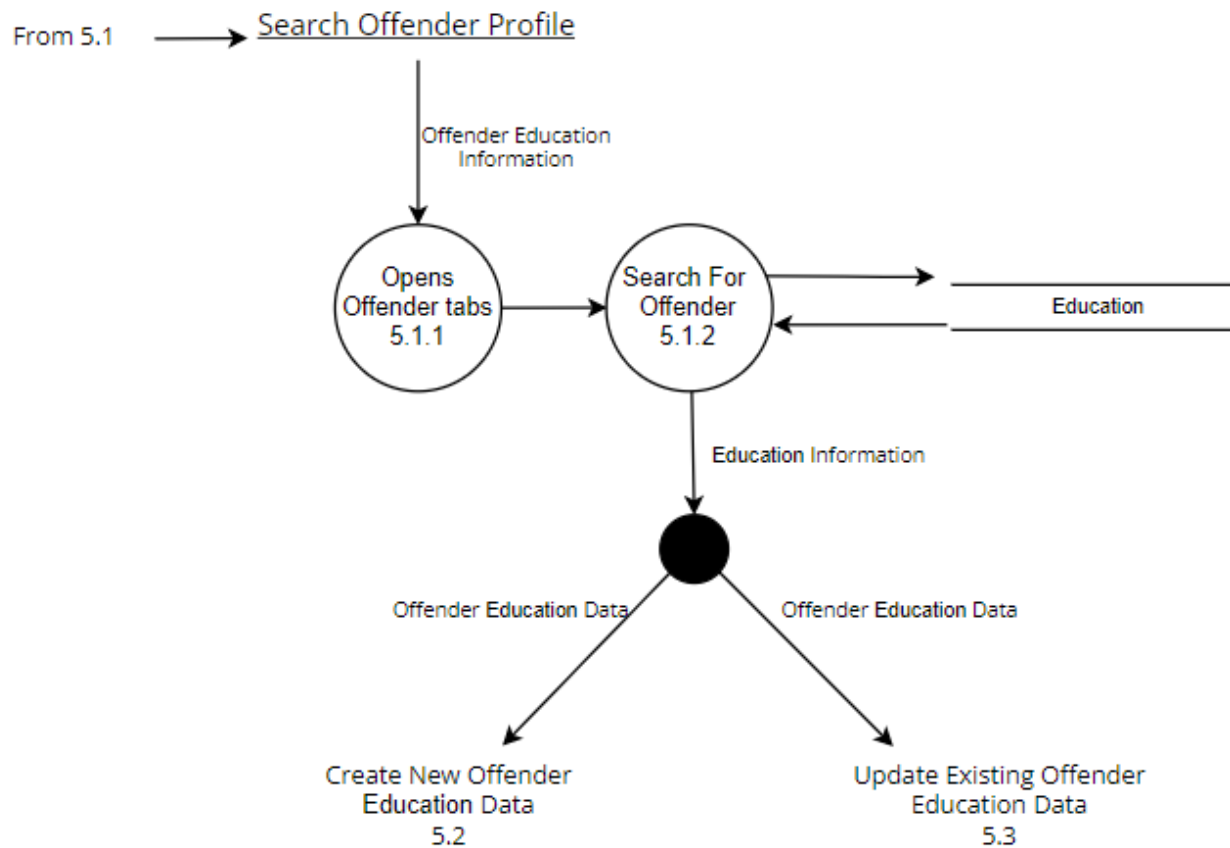 From 5.1
Search Offender Profile
Offender Education
Information
Opens
Offender tabs
5.1.1
Search For
Offender
5.1.2
Education
Education Information
Offender Education Data
Offender Education Data
Create New Offender
Education Data
5.2
Update Existing Offender
Education Data
5.3